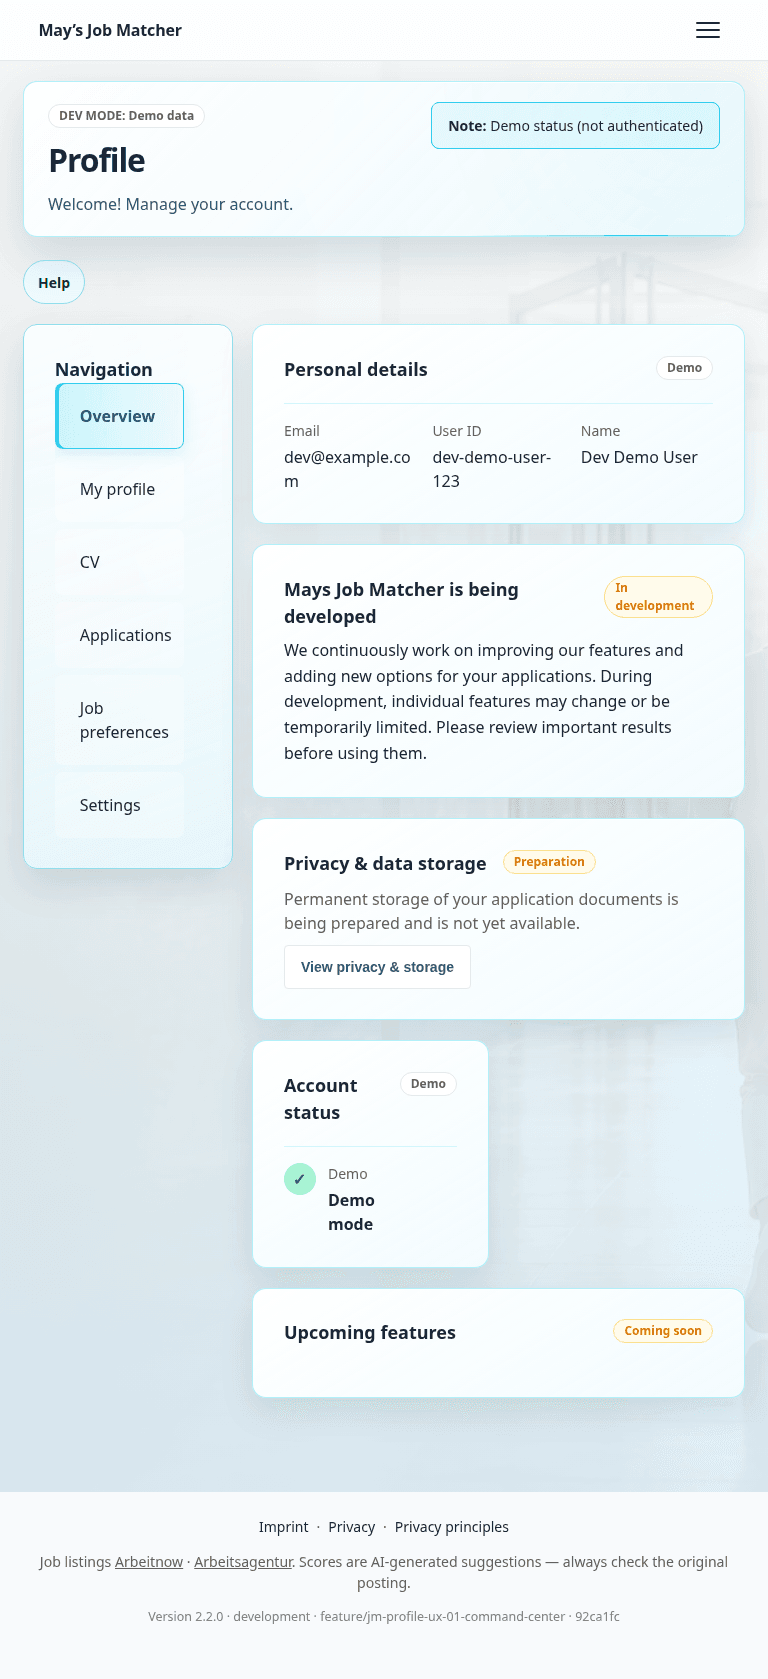 May’s Job Matcher
DEV MODE: Demo data
Note: Demo status (not authenticated)
Profile
Welcome! Manage your account.
Help
Navigation
Overview
My profile
CV
Applications
Job
preferences
Settings
Personal details
Demo
Email
dev@example.co
m
User ID
dev-demo-user-
123
Name
Dev Demo User
Mays Job Matcher is being
developed
In
development
We continuously work on improving our features and
adding new options for your applications. During
development, individual features may change or be
temporarily limited. Please review important results
before using them.
Privacy & data storage
Preparation
Permanent storage of your application documents is
being prepared and is not yet available.
View privacy & storage
Account
status
Demo
✓
Demo
Demo
mode
Upcoming features
Coming soon
Imprint · Privacy · Privacy principles
Job listings Arbeitnow · Arbeitsagentur. Scores are AI-generated suggestions — always check the original
posting.
Version 2.2.0 · development · feature/jm-profile-ux-01-command-center · 92ca1fc